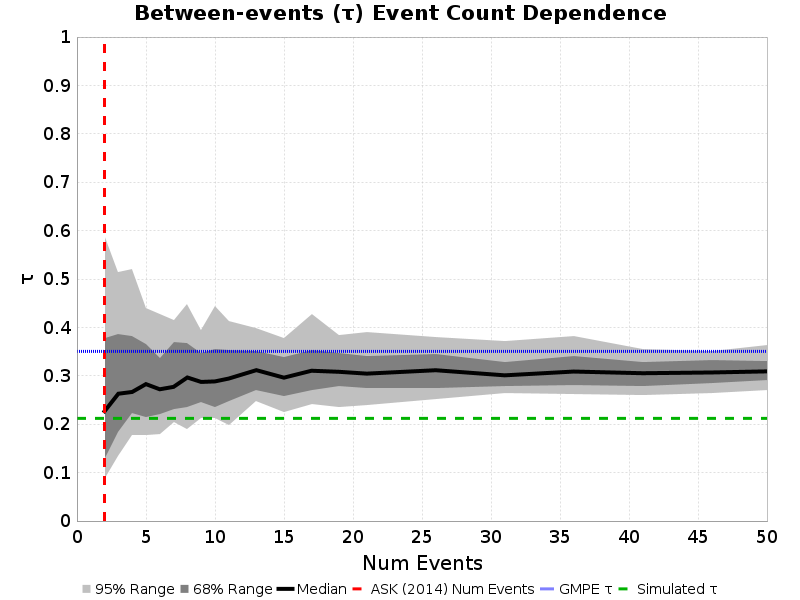 Between-events (τ) Event Count Dependence
1
0.9
0.8
0.7
0.6
0.5
0.4
0.3
0.2
0.1
0
τ
0 5 10 15 20 25 30 35 40 45 50
Num Events
95% Range 68% Range Median ASK (2014) Num Events GMPE τ Simulated τ